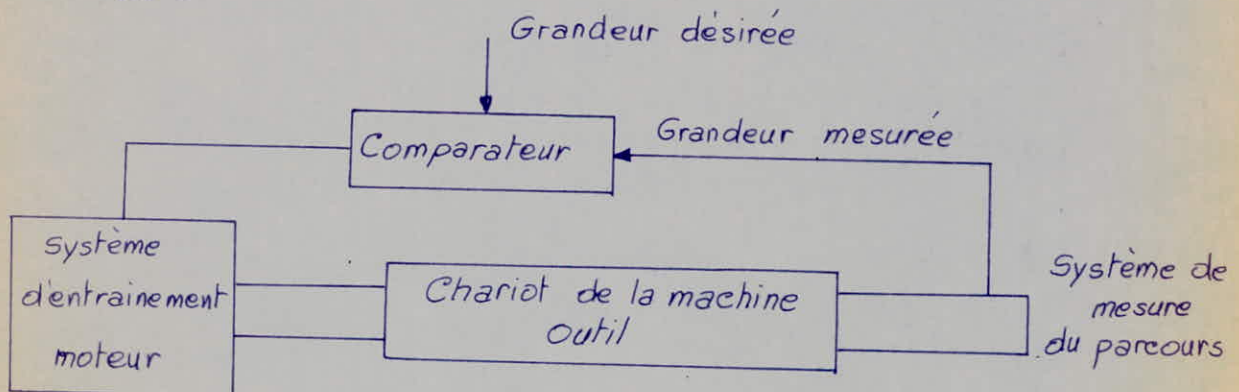 Grandeur désirée
Comparateur
Grandeur mesurée
Système
d'entrainement
moteur
Chariot de la machine
Outil
Système de
mesure
du parcours